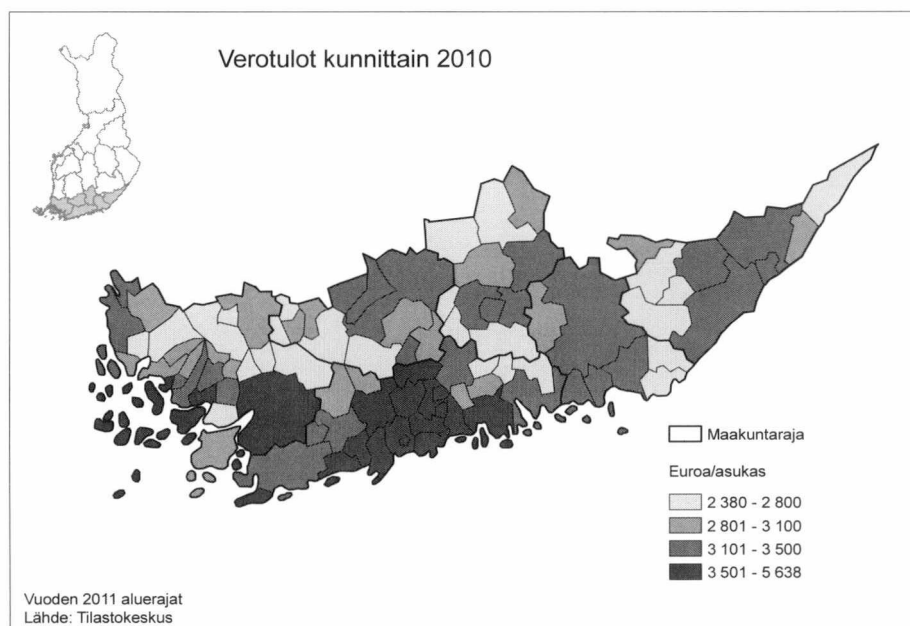 Verotulot kunnittain 2010
Maakuntaraja
Euroa/asukas
2 380 - 2 800
2 801 - 3 100
3 101 - 3 500
3 501 - 5 638
Vuoden 2011 aluerajat
Lähde: Tilastokeskus